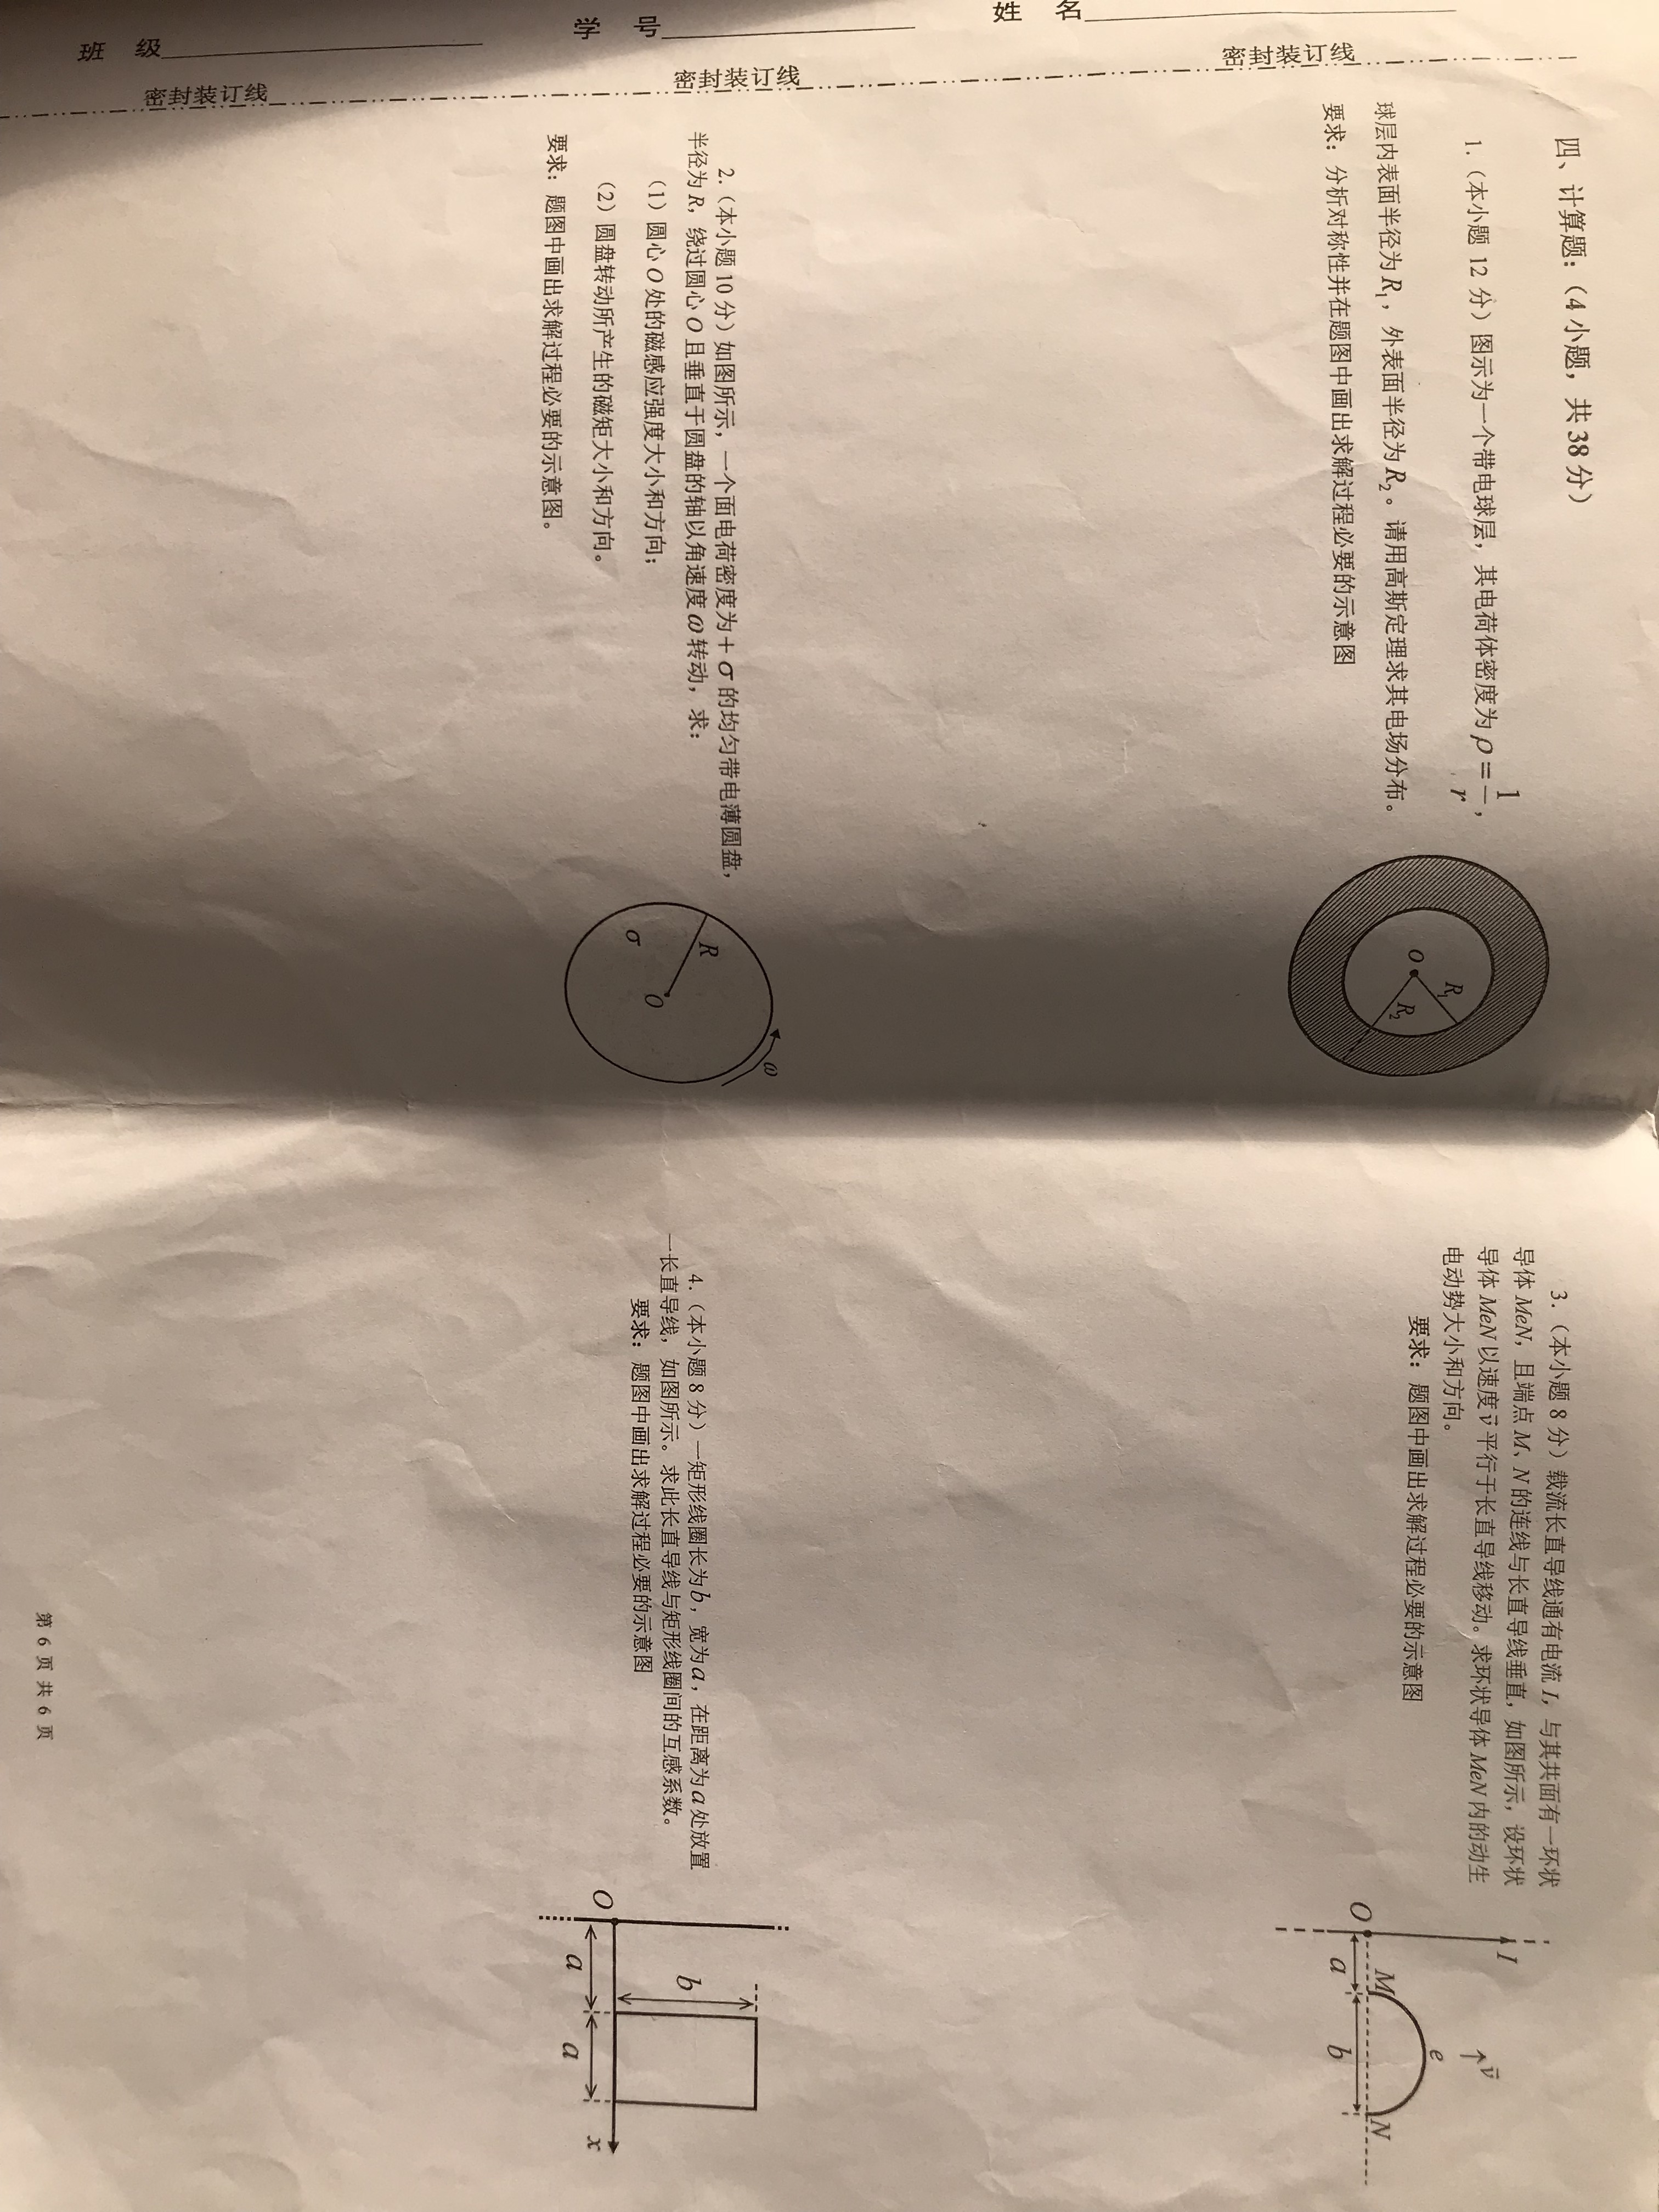 班 级 学 号 姓 名
密封装订线 密封装订线 密封装订线
四、计算题：（4 小题，共 38 分）
1.（本小题 12 分）图示为一个带电球层，其电荷体密度为 ρ = 1/r ，
球层内表面半径为 R₁，外表面半径为 R₂。请用高斯定理求其电场分布。
要求：分析对称性并在题图中画出求解过程必要的示意图
O
R₁
R₂
2.（本小题 10 分）如图所示，一个面电荷密度为 + σ 的均匀带电薄圆盘，
半径为 R，绕过圆心 O 且垂直于圆盘的轴以角速度 ω 转动，求：
（1）圆心 O 处的磁感应强度大小和方向；
（2）圆盘转动所产生的磁矩大小和方向。
要求：题图中画出求解过程必要的示意图。
ω
R
O
σ
3.（本小题 8 分）载流长直导线通有电流 I，与其共面有一环状
导体 MeN，且端点 M、N 的连线与长直导线垂直，如图所示，设环状
导体 MeN 以速度 v⃗ 平行于长直导线移动。求环状导体 MeN 内的动生
电动势大小和方向。
要求：题图中画出求解过程必要的示意图
I
v⃗
e
M
N
O
a
b
4.（本小题 8 分）一矩形线圈长为 b，宽为 a，在距离为 a 处放置
一长直导线，如图所示。求此长直导线与矩形线圈间的互感系数。
要求：题图中画出求解过程必要的示意图
b
O
a
a
x
第 6 页 共 6 页